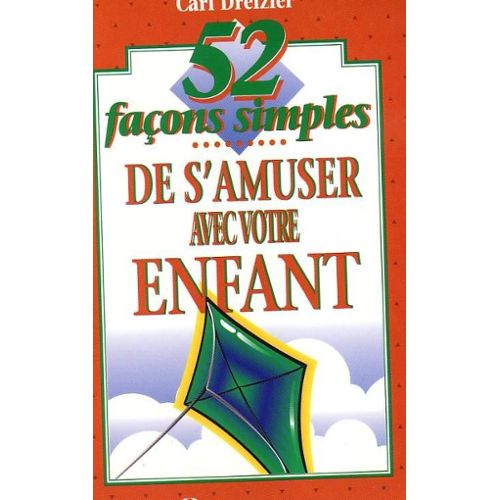 Carl Dreizler
52
façons simples
DE S'AMUSER
AVEC VOTRE
ENFANT